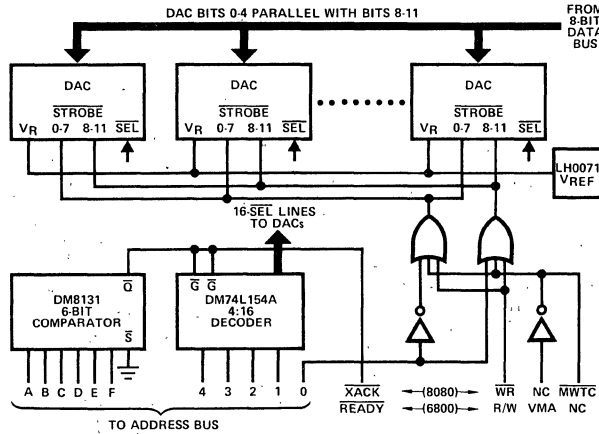 DAC BITS 0-4 PARALLEL WITH BITS 8-11
FROM
8-BIT
DATA
BUS
DAC
STROBE
VR 0-7 8-11 SEL
DAC
STROBE
VR 0-7 8-11 SEL
DAC
STROBE
VR 0-7 8-11 SEL
LH0071
VREF
16-SEL LINES
TO DACs
Q
DM8131
6-BIT
COMPARATOR
S
G G
DM74L154A
4:16
DECODER
A B C D E F
4 3 2 1 0
XACK (8080) WR NC MWTC
READY (6800) R/W VMA NC
TO ADDRESS BUS